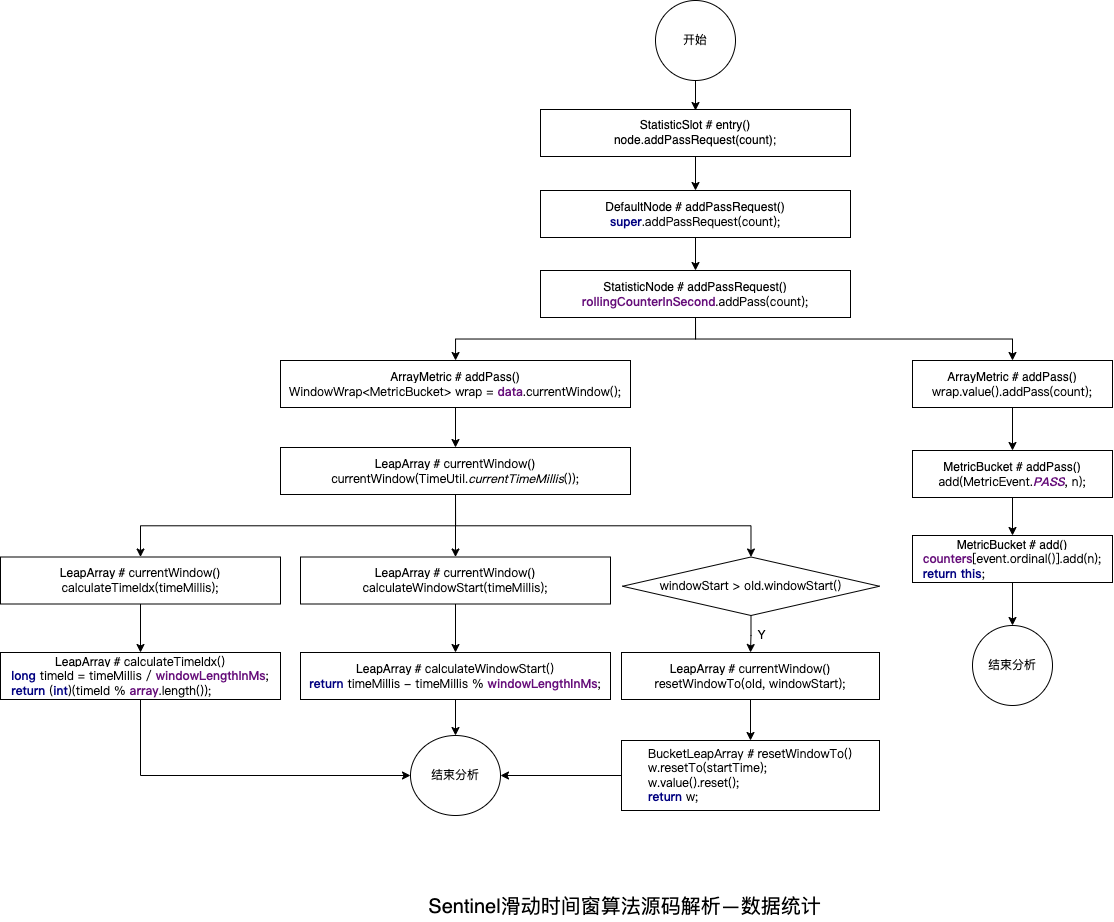 开始
StatisticSlot # entry()
node.addPassRequest(count);
DefaultNode # addPassRequest()
super.addPassRequest(count);
StatisticNode # addPassRequest()
rollingCounterInSecond.addPass(count);
ArrayMetric # addPass()
WindowWrap<MetricBucket> wrap = data.currentWindow();
ArrayMetric # addPass()
wrap.value().addPass(count);
LeapArray # currentWindow()
currentWindow(TimeUtil.currentTimeMillis());
MetricBucket # addPass()
add(MetricEvent.PASS, n);
MetricBucket # add()
counters[event.ordinal()].add(n);
return this;
LeapArray # currentWindow()
calculateTimeIdx(timeMillis);
LeapArray # currentWindow()
calculateWindowStart(timeMillis);
windowStart > old.windowStart()
Y
LeapArray # calculateTimeIdx()
long timeId = timeMillis / windowLengthInMs;
return (int)(timeId % array.length());
LeapArray # calculateWindowStart()
return timeMillis - timeMillis % windowLengthInMs;
LeapArray # currentWindow()
resetWindowTo(old, windowStart);
结束分析
BucketLeapArray # resetWindowTo()
w.resetTo(startTime);
w.value().reset();
return w;
结束分析
Sentinel滑动时间窗算法源码解析—数据统计